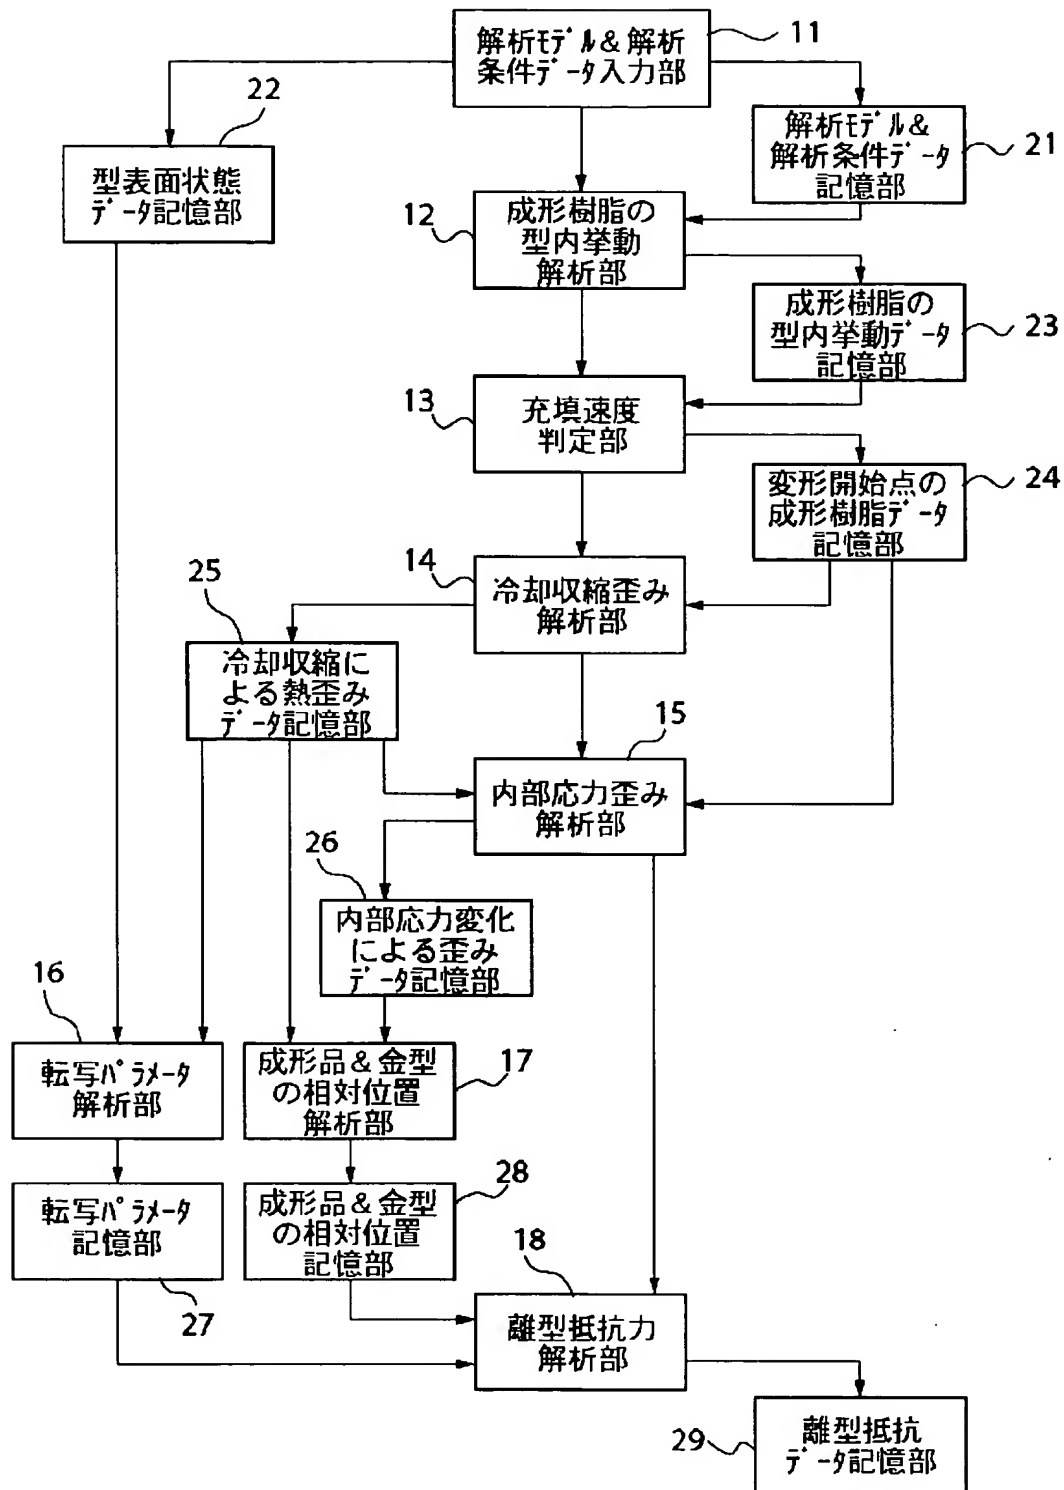 解析ﾓﾃﾞﾙ&解析
条件ﾃﾞｰﾀ入力部
11
22
型表面状態
ﾃﾞｰﾀ記憶部
解析ﾓﾃﾞﾙ&
解析条件ﾃﾞｰﾀ
記憶部
21
12
成形樹脂の
型内挙動
解析部
成形樹脂の
型内挙動ﾃﾞｰﾀ
記憶部
23
13
充填速度
判定部
変形開始点の
成形樹脂ﾃﾞｰﾀ
記憶部
24
14
冷却収縮歪み
解析部
25
冷却収縮に
よる熱歪み
ﾃﾞｰﾀ記憶部
15
内部応力歪み
解析部
26
内部応力変化
による歪み
ﾃﾞｰﾀ記憶部
16
転写ﾊﾟﾗﾒｰﾀ
解析部
成形品&金型
の相対位置
解析部
17
転写ﾊﾟﾗﾒｰﾀ
記憶部
27
成形品&金型
の相対位置
記憶部
28
18
離型抵抗力
解析部
29
離型抵抗
ﾃﾞｰﾀ記憶部